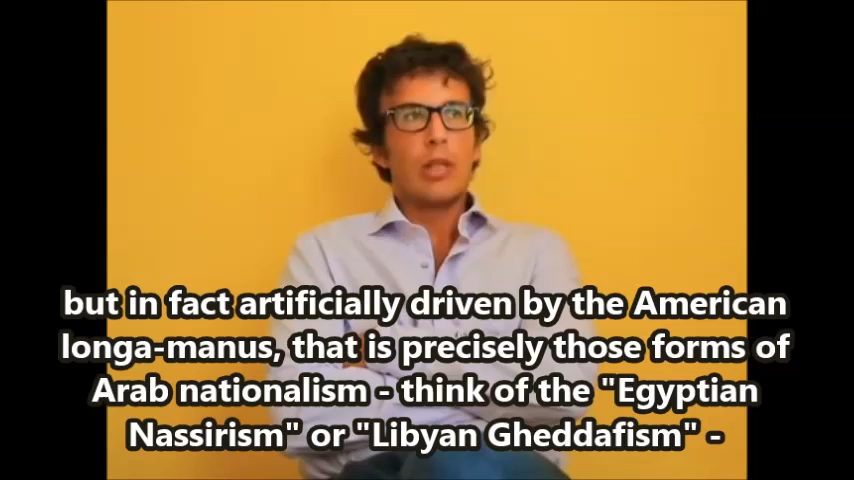 but in fact artificially driven by the American
longa-manus, that is precisely those forms of
Arab nationalism - think of the "Egyptian
Nassirism" or "Libyan Gheddafism" -